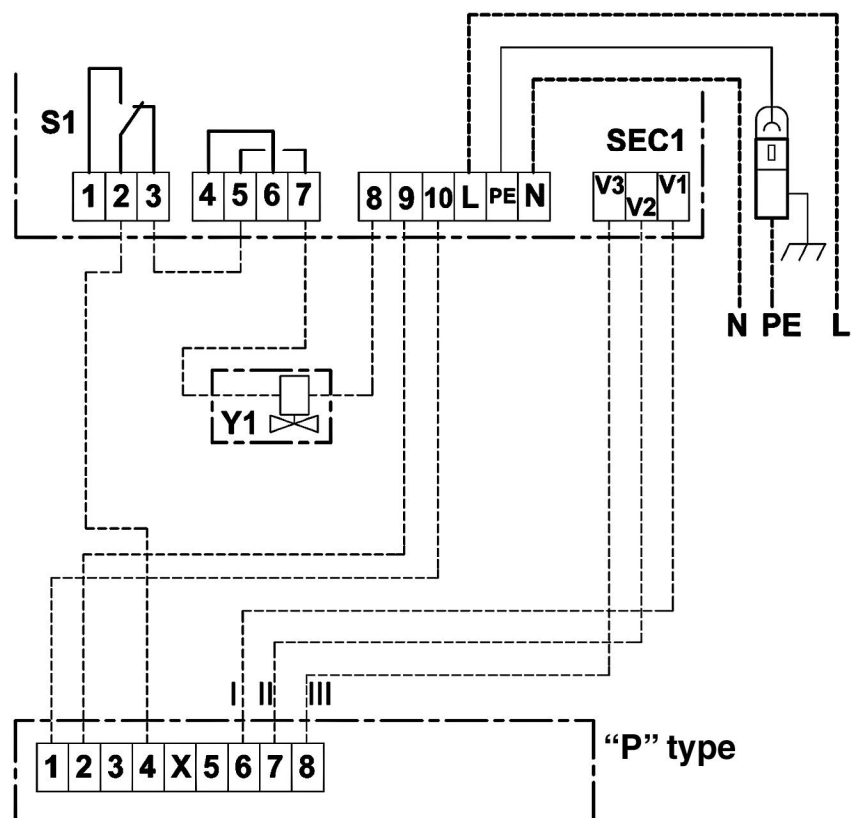 S1
SEC1
1 2 3
4 5 6 7
8 9 10 L PE N
V3 V2 V1
N PE L
Y1
I II III
1 2 3 4 X 5 6 7 8
“P” type